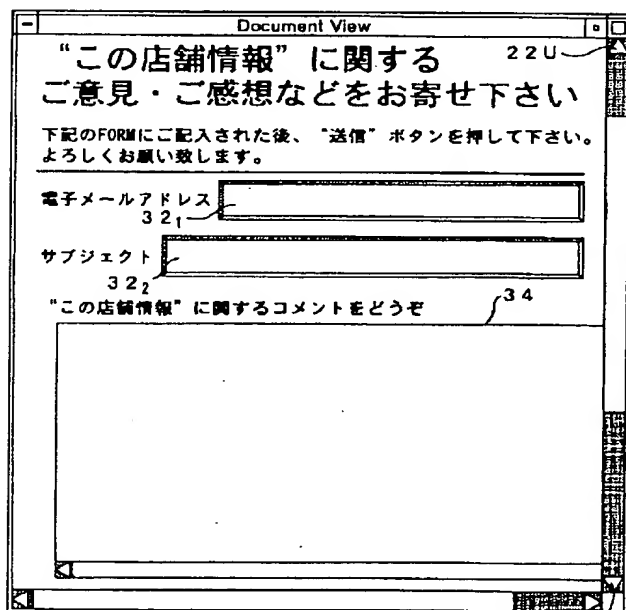 Document View
“この店舗情報” に関する
22U
ご意見・ご感想などをお寄せ下さい
下記のFORMにご記入された後、 “送信” ボタンを押して下さい。
よろしくお願い致します。
電子メールアドレス
32₁
サブジェクト
32₂
“この店舗情報” に関するコメントをどうぞ
34